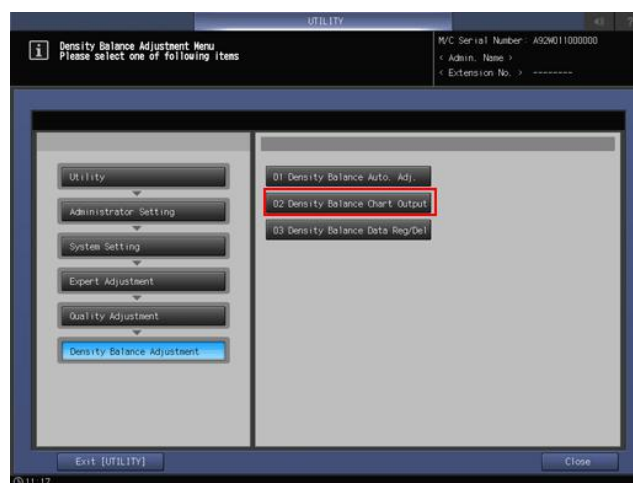 UTILITY
Density Balance Adjustment Menu
Please select one of following items
M/C Serial Number: A92W011000000
< Admin. Name >
< Extension No. > --------
Utility
Administrator Setting
System Setting
Expert Adjustment
Quality Adjustment
Density Balance Adjustment
01 Density Balance Auto. Adj.
02 Density Balance Chart Output
03 Density Balance Data Reg/Del
Exit [UTILITY]
Close
11:17